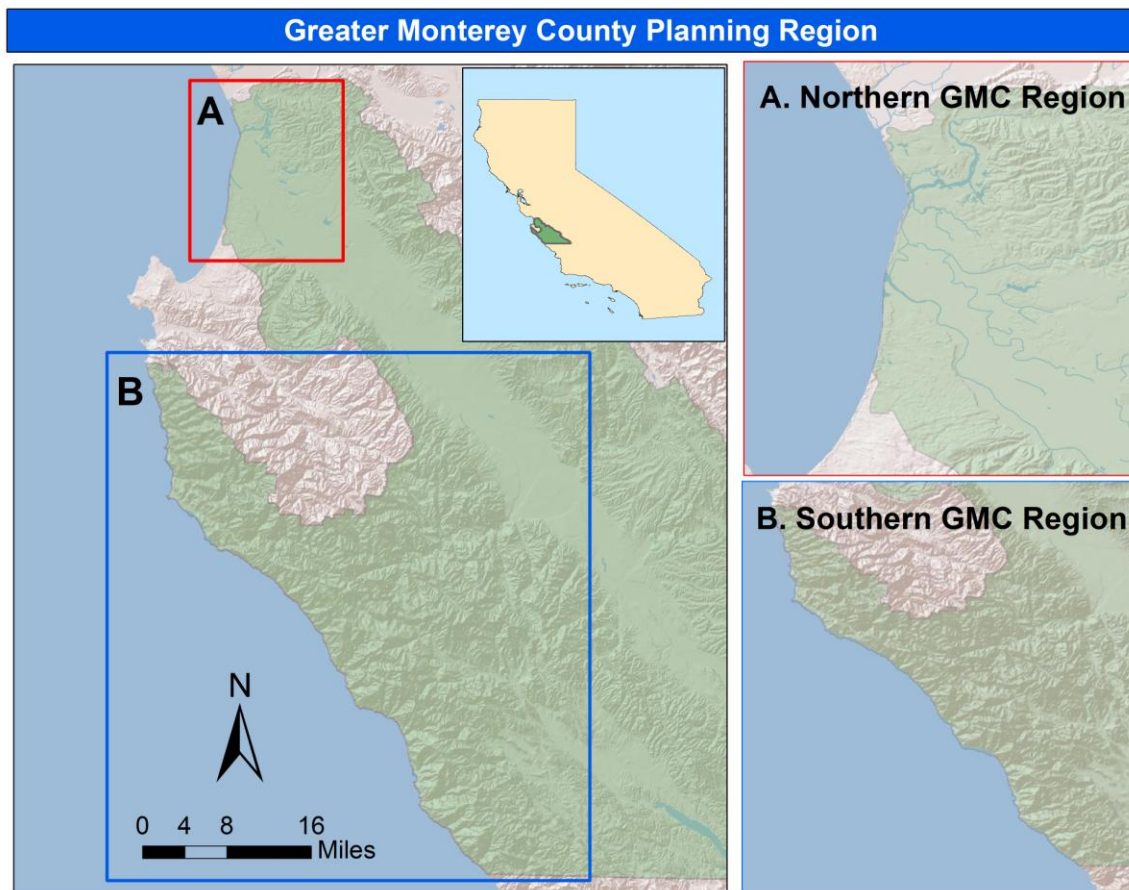 Greater Monterey County Planning Region
A
B
N
0 4 8 16
Miles
A. Northern GMC Region
B. Southern GMC Region